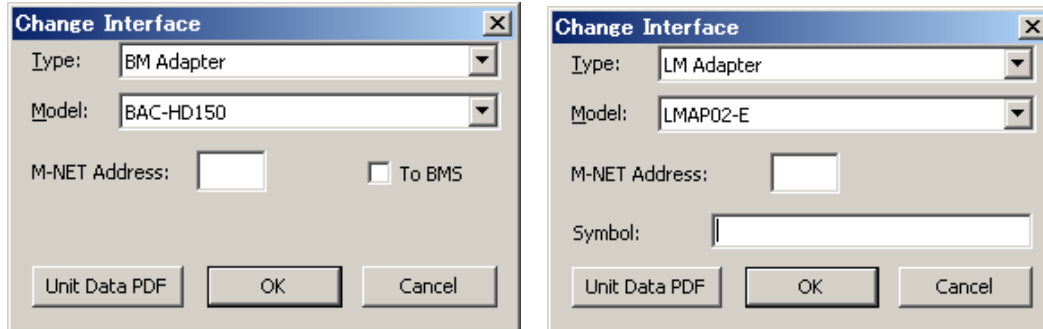 Change Interface
Type: BM Adapter
Model: BAC-HD150
M-NET Address: To BMS
Unit Data PDF OK Cancel
Change Interface
Type: LM Adapter
Model: LMAP02-E
M-NET Address:
Symbol:
Unit Data PDF OK Cancel